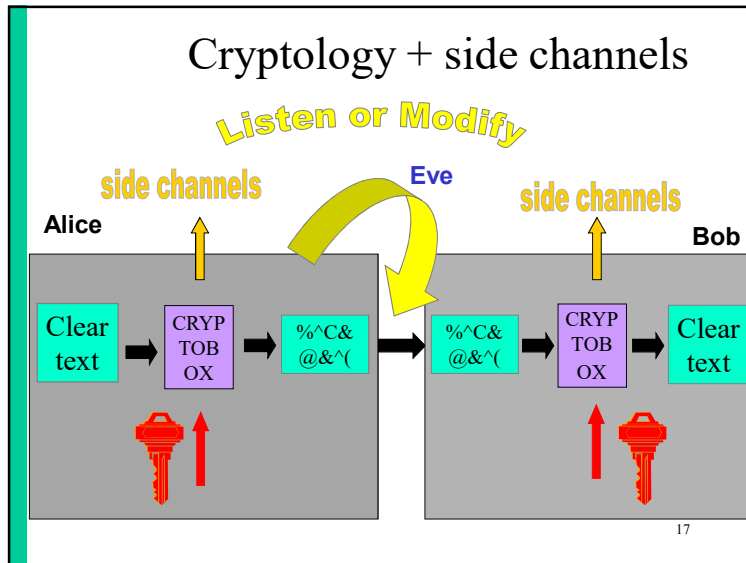 Cryptology + side channels
Listen or Modify
side channels
Eve
side channels
Alice
Bob
Clear
text
CRYP
TOB
OX
%^C&
@&^(
%^C&
@&^(
CRYP
TOB
OX
Clear
text
17